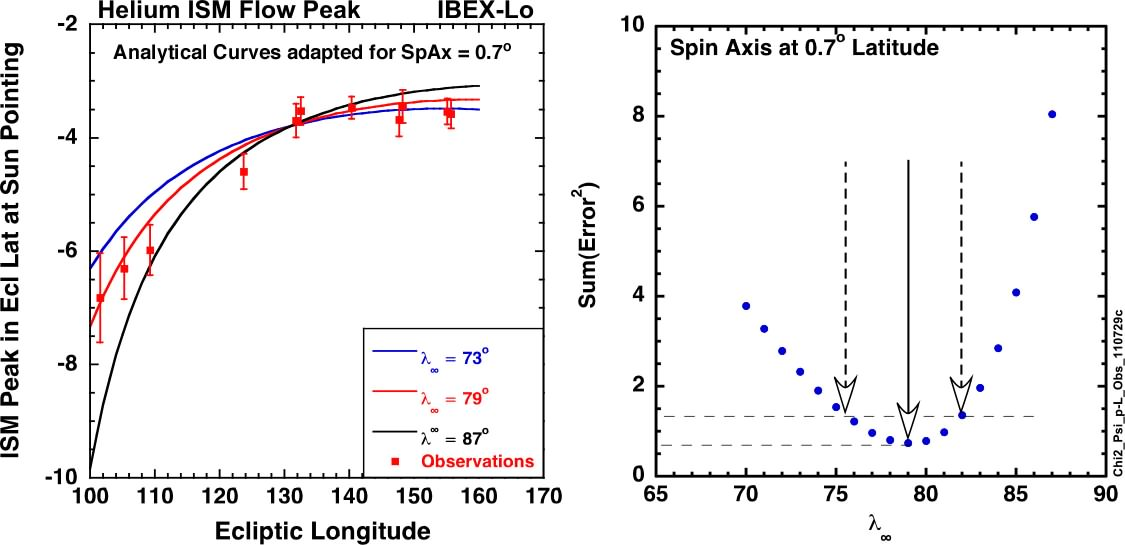 Helium ISM Flow Peak IBEX-Lo
Analytical Curves adapted for SpAx = 0.7°
ISM Peak in Ecl Lat at Sun Pointing
-2
-4
-6
-8
-10
λ∞ = 73°
λ∞ = 79°
λ∞ = 87°
Observations
100 110 120 130 140 150 160 170
Ecliptic Longitude
Spin Axis at 0.7° Latitude
Sum(Error²)
10
8
6
4
2
0
65 70 75 80 85 90
λ∞
Chi2_Psi_p-L_Obs_110729c